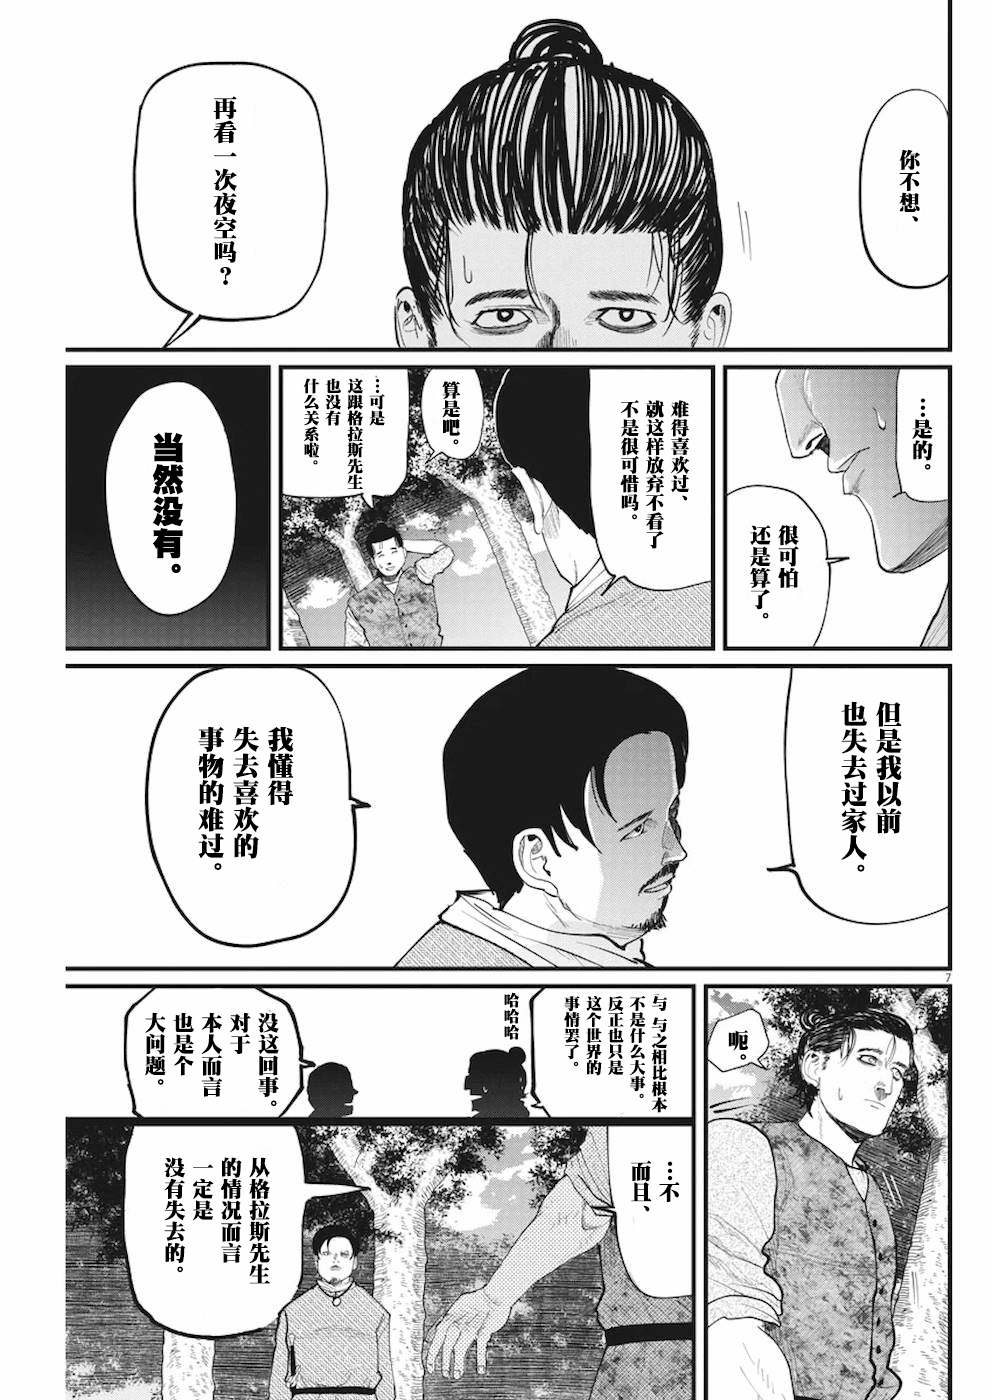 你不想、
再看一次夜空吗？
…是的。
很可怕
还是算了。
难得喜欢过、
就这样放弃不看了
不是很可惜吗。
算是吧。
…可是
这跟格拉斯先生
也没有
什么关系啦。
当然没有。
但是我以前
也失去过家人。
我懂得
失去喜欢的
事物的难过。
7
呃。
与 与之相比根本
不是什么大事。
反正也只是
这个世界的
事情罢了。
哈哈哈
没这回事。
对于
本人而言
也是个
大问题。
…不
而且、
从格拉斯先生
的情况而言
一定是
没有失去的。